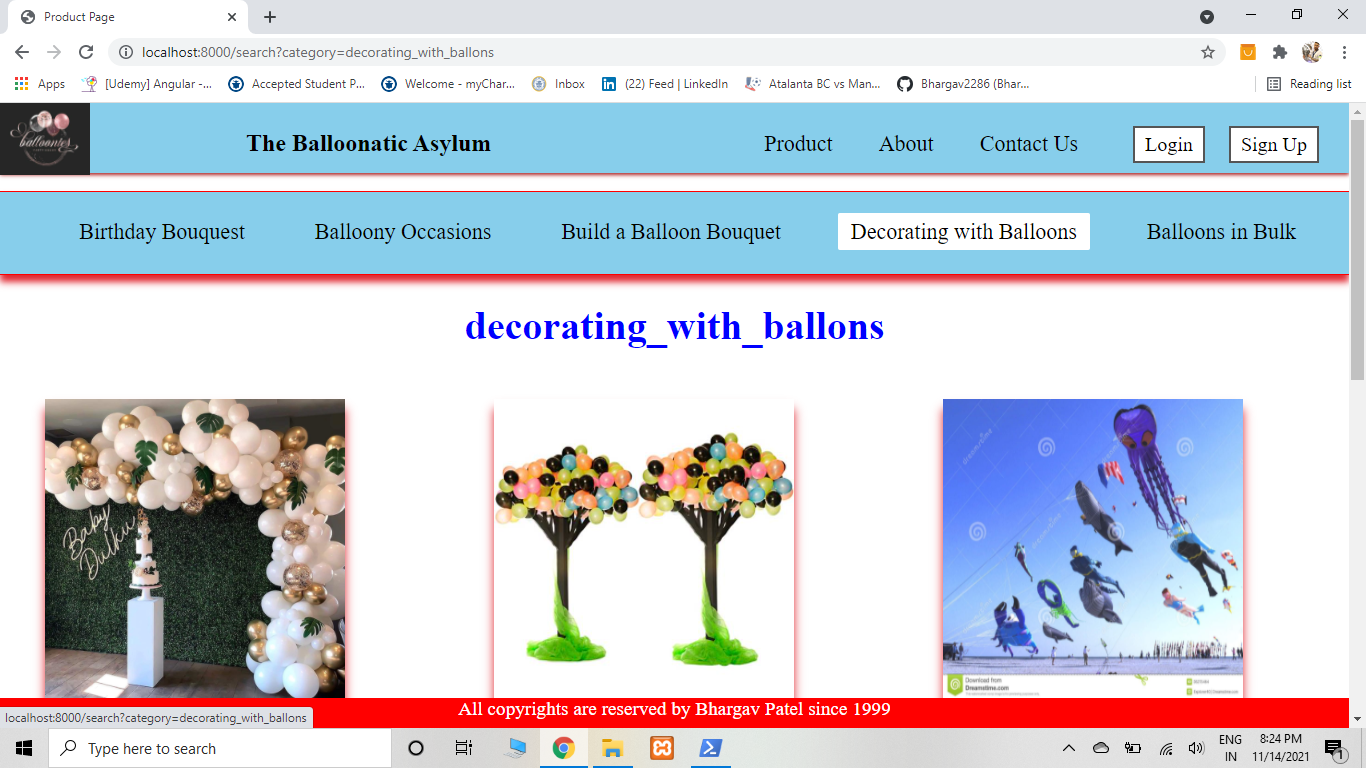 Product Page
localhost:8000/search?category=decorating_with_ballons
Apps
[Udemy] Angular -...
Accepted Student P...
Welcome - myChar...
Inbox
(22) Feed | LinkedIn
Atalanta BC vs Man...
Bhargav2286 (Bhar...
Reading list
The Balloonatic Asylum
Product
About
Contact Us
Login
Sign Up
Birthday Bouquest
Balloony Occasions
Build a Balloon Bouquet
Decorating with Balloons
Balloons in Bulk
decorating_with_ballons
Baby
Download from
Dreamstime.com
All copyrights are reserved by Bhargav Patel since 1999
localhost:8000/search?category=decorating_with_ballons
Type here to search
ENG
IN
8:24 PM
11/14/2021
1